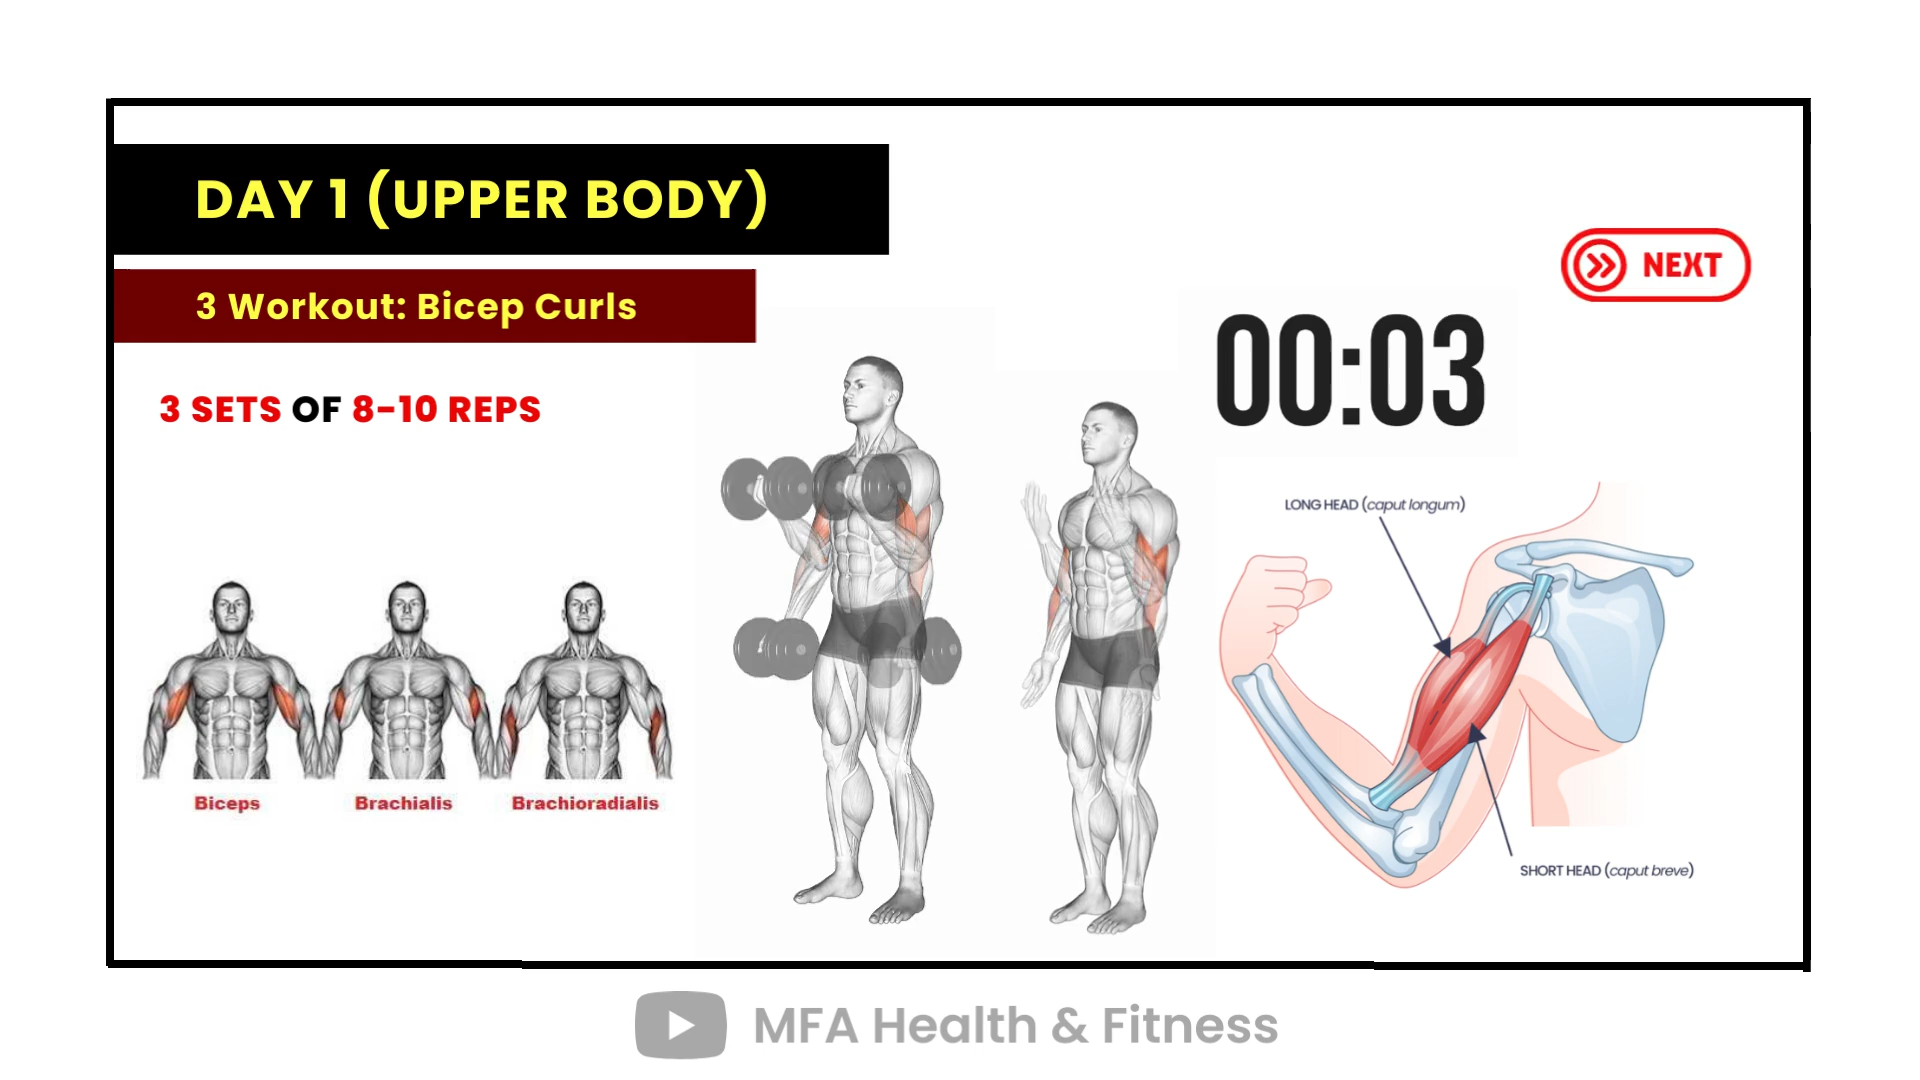 DAY 1 (UPPER BODY)
3 Workout: Bicep Curls
NEXT
3 SETS OF 8-10 REPS
00:03
LONG HEAD (caput longum)
Biceps
Brachialis
Brachioradialis
SHORT HEAD (caput breve)
MFA Health & Fitness